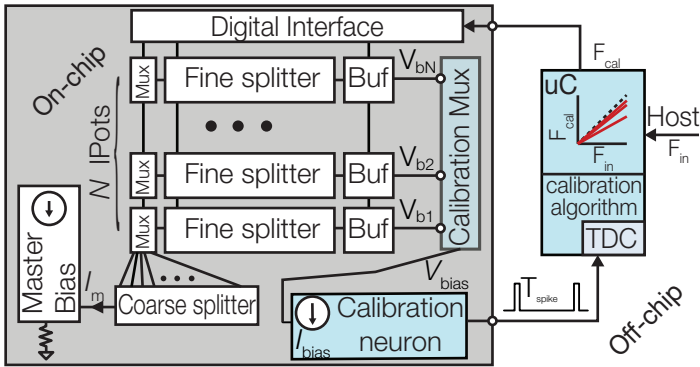 Digital Interface
On-chip
Mux
Fine splitter
Buf
V_bN
Calibration Mux
N IPots
Mux
Fine splitter
Buf
V_b2
Mux
Fine splitter
Buf
V_b1
Master
Bias
I_m
Coarse splitter
V_bias
I_bias
Calibration
neuron
T_spike
F_cal
uC
F_cal
F_in
Host
F_in
calibration
algorithm
TDC
Off-chip